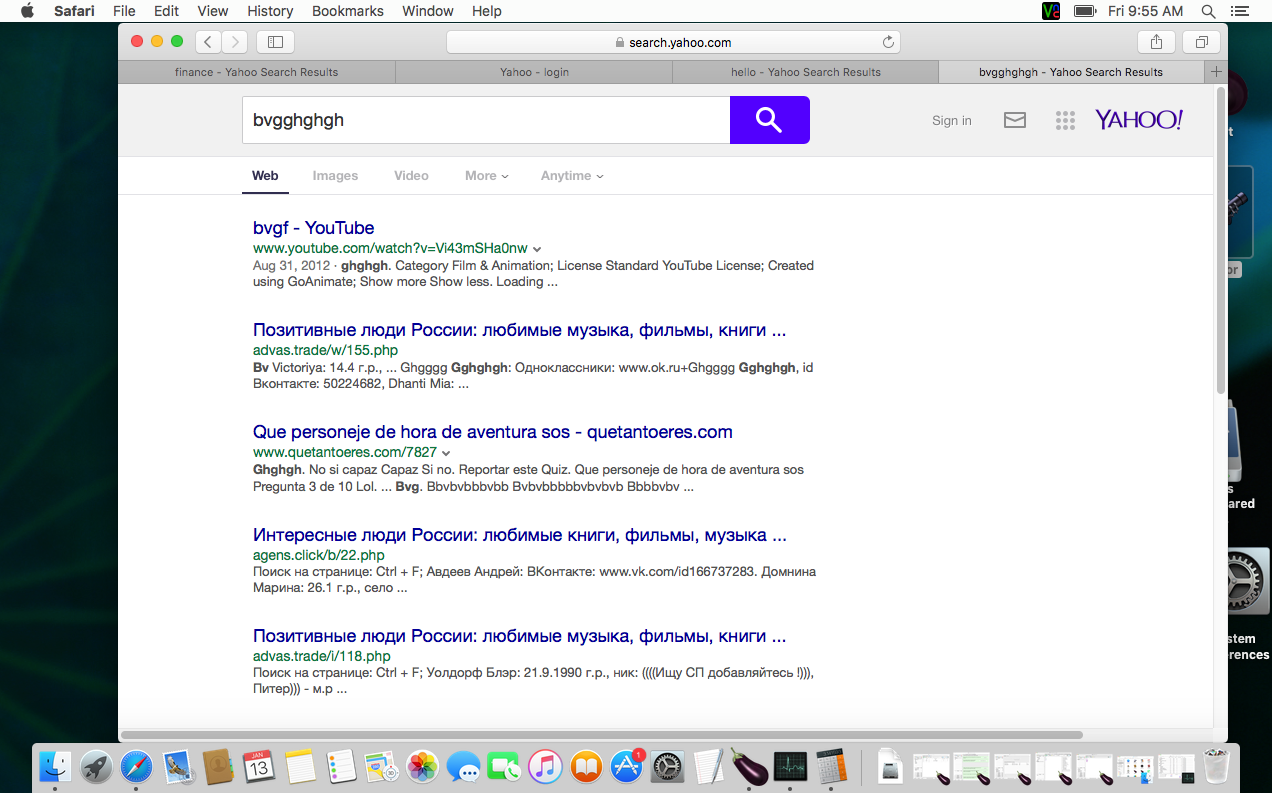 Safari File Edit View History Bookmarks Window Help Fri 9:55 AM
search.yahoo.com
finance - Yahoo Search Results Yahoo - login hello - Yahoo Search Results bvgghghgh - Yahoo Search Results
bvgghghgh Sign in YAHOO!
Web Images Video More Anytime
bvgf - YouTube
www.youtube.com/watch?v=Vi43mSHa0nw
Aug 31, 2012 · ghghgh. Category Film & Animation; License Standard YouTube License; Created
using GoAnimate; Show more Show less. Loading ...
Позитивные люди России: любимые музыка, фильмы, книги ...
advas.trade/w/155.php
Bv Victoriya: 14.4 г.р., ... Ghgggg Gghghgh: Одноклассники: www.ok.ru+Ghgggg Gghghgh, id
Вконтакте: 50224682, Dhanti Mia: ...
Que personeje de hora de aventura sos - quetantoeres.com
www.quetantoeres.com/7827
Ghghgh. No si capaz Capaz Si no. Reportar este Quiz. Que personeje de hora de aventura sos
Pregunta 3 de 10 Lol. ... Bvg. Bbvbvbbbvbb Bvbvbbbbbvbvbvb Bbbbvbv ...
Интересные люди России: любимые книги, фильмы, музыка ...
agens.click/b/22.php
Поиск на странице: Ctrl + F; Авдеев Андрей: ВКонтакте: www.vk.com/id166737283. Домнина
Марина: 26.1 г.р., село ...
Позитивные люди России: любимые музыка, фильмы, книги ...
advas.trade/i/118.php
Поиск на странице: Ctrl + F; Уолдорф Блэр: 21.9.1990 г.р., ник: ((((Ищу СП добавляйтесь !))),
Питер))) - м.р ...
t
or
s
ared
stem
erences
JAN
13
1